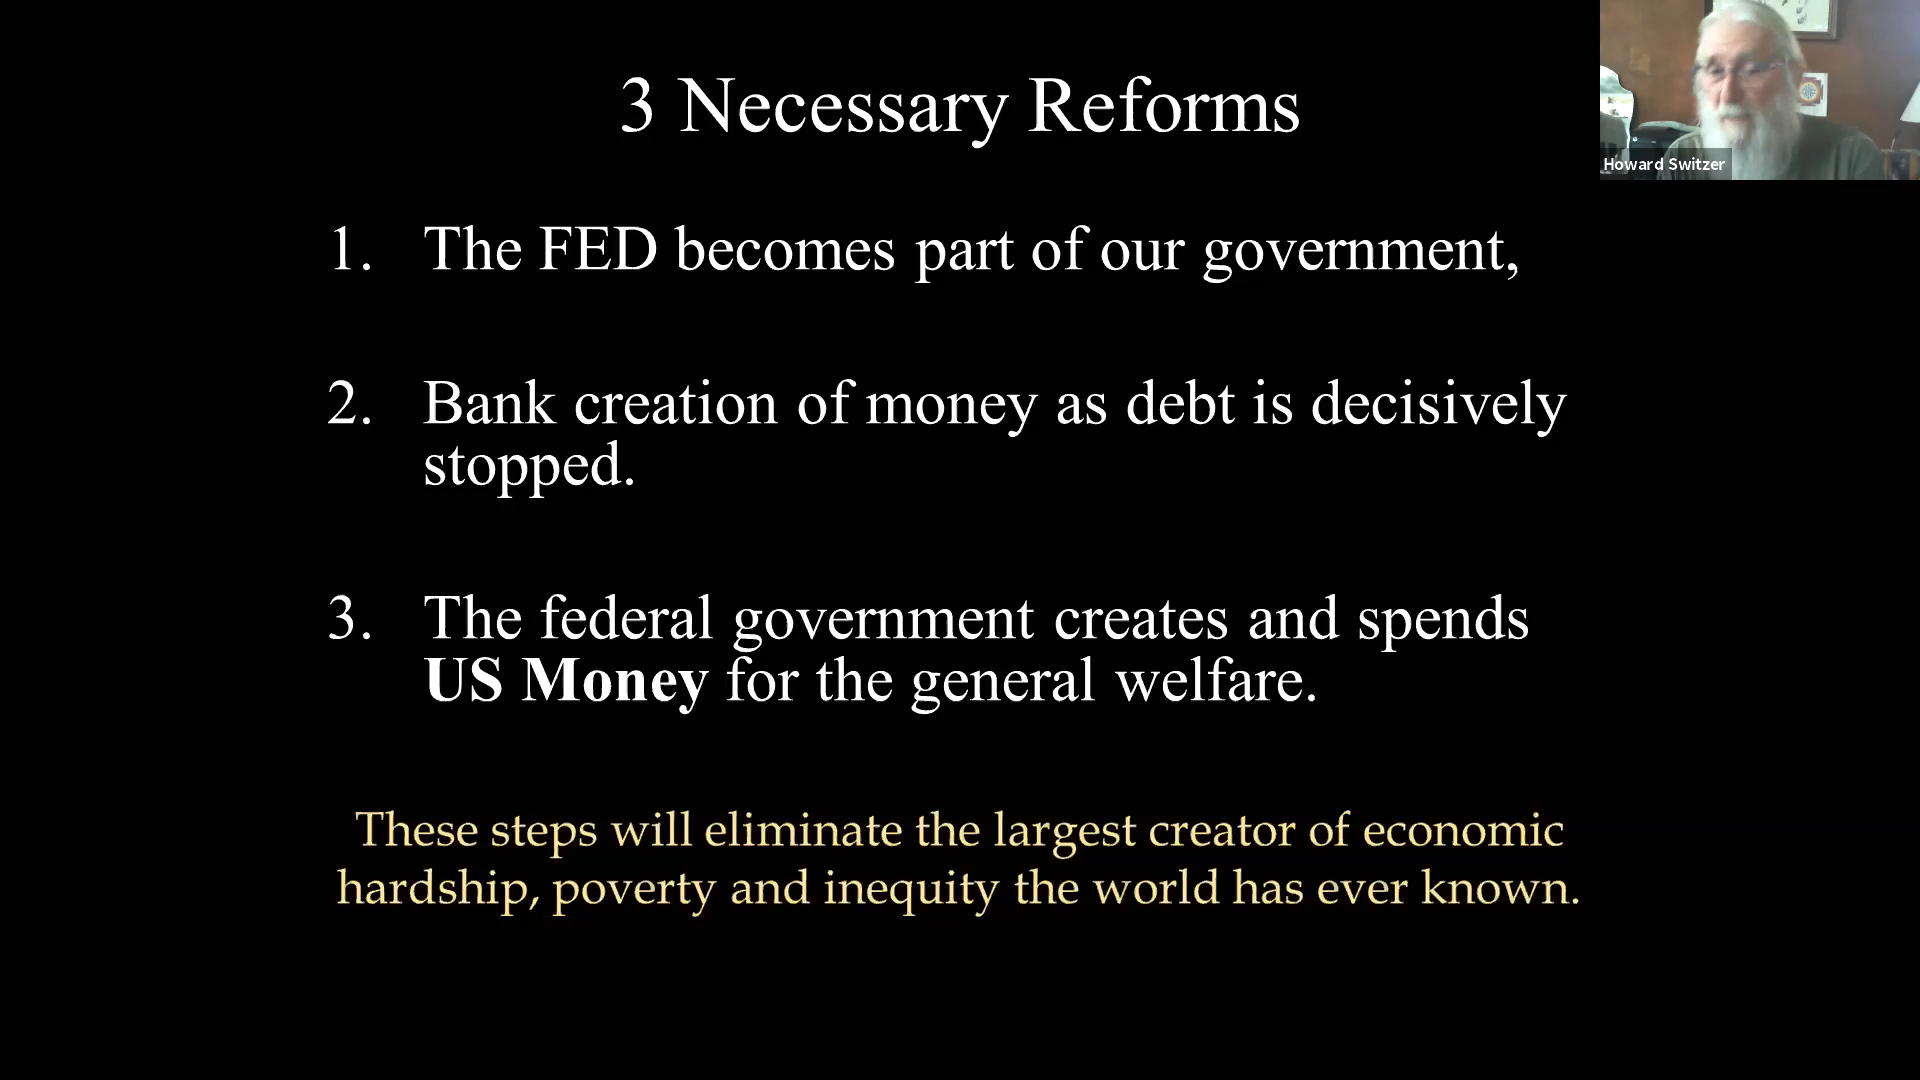 3 Necessary Reforms
Howard Switzer
1. The FED becomes part of our government,
2. Bank creation of money as debt is decisively
stopped.
3. The federal government creates and spends
US Money for the general welfare.
These steps will eliminate the largest creator of economic
hardship, poverty and inequity the world has ever known.